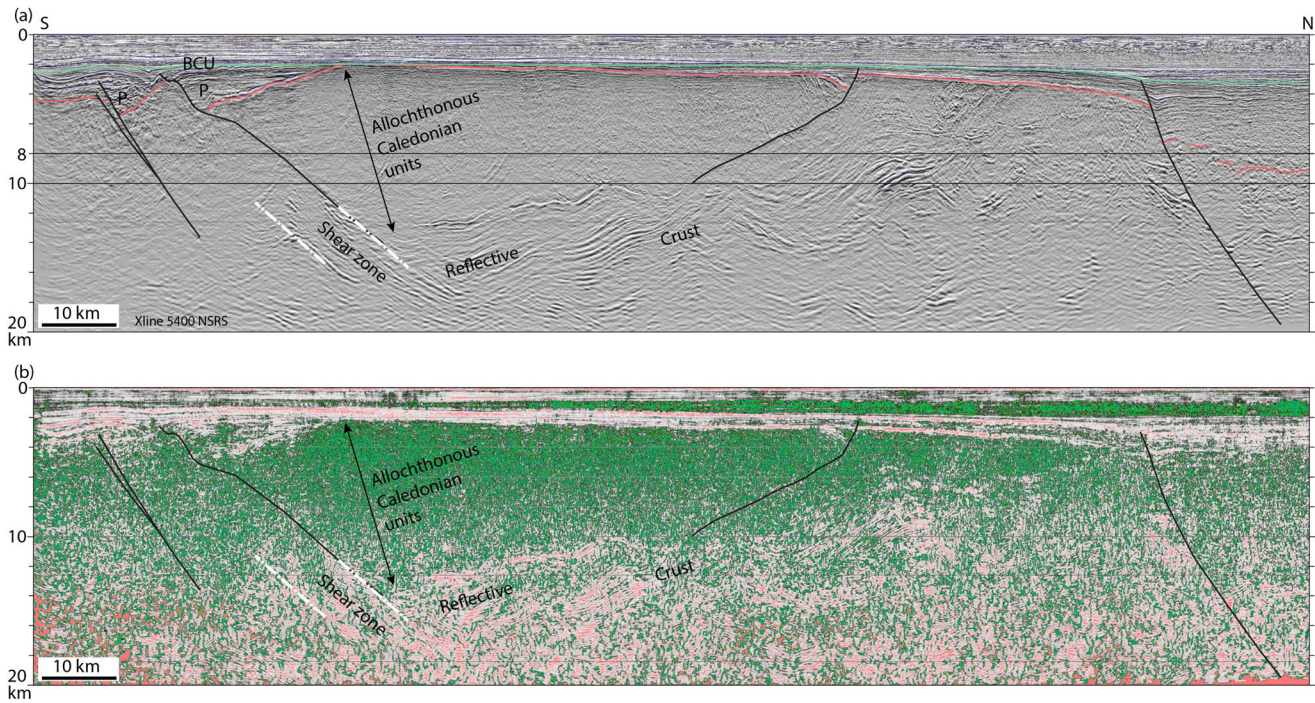 (a)
S
N
0
BCU
P
P
Allochthonous
Caledonian
units
8
10
Shear zone
Reflective
Crust
10 km
Xline 5400 NSRS
20
km
(b)
0
Allochthonous
Caledonian
units
10
Shear zone
Reflective
Crust
10 km
20
km